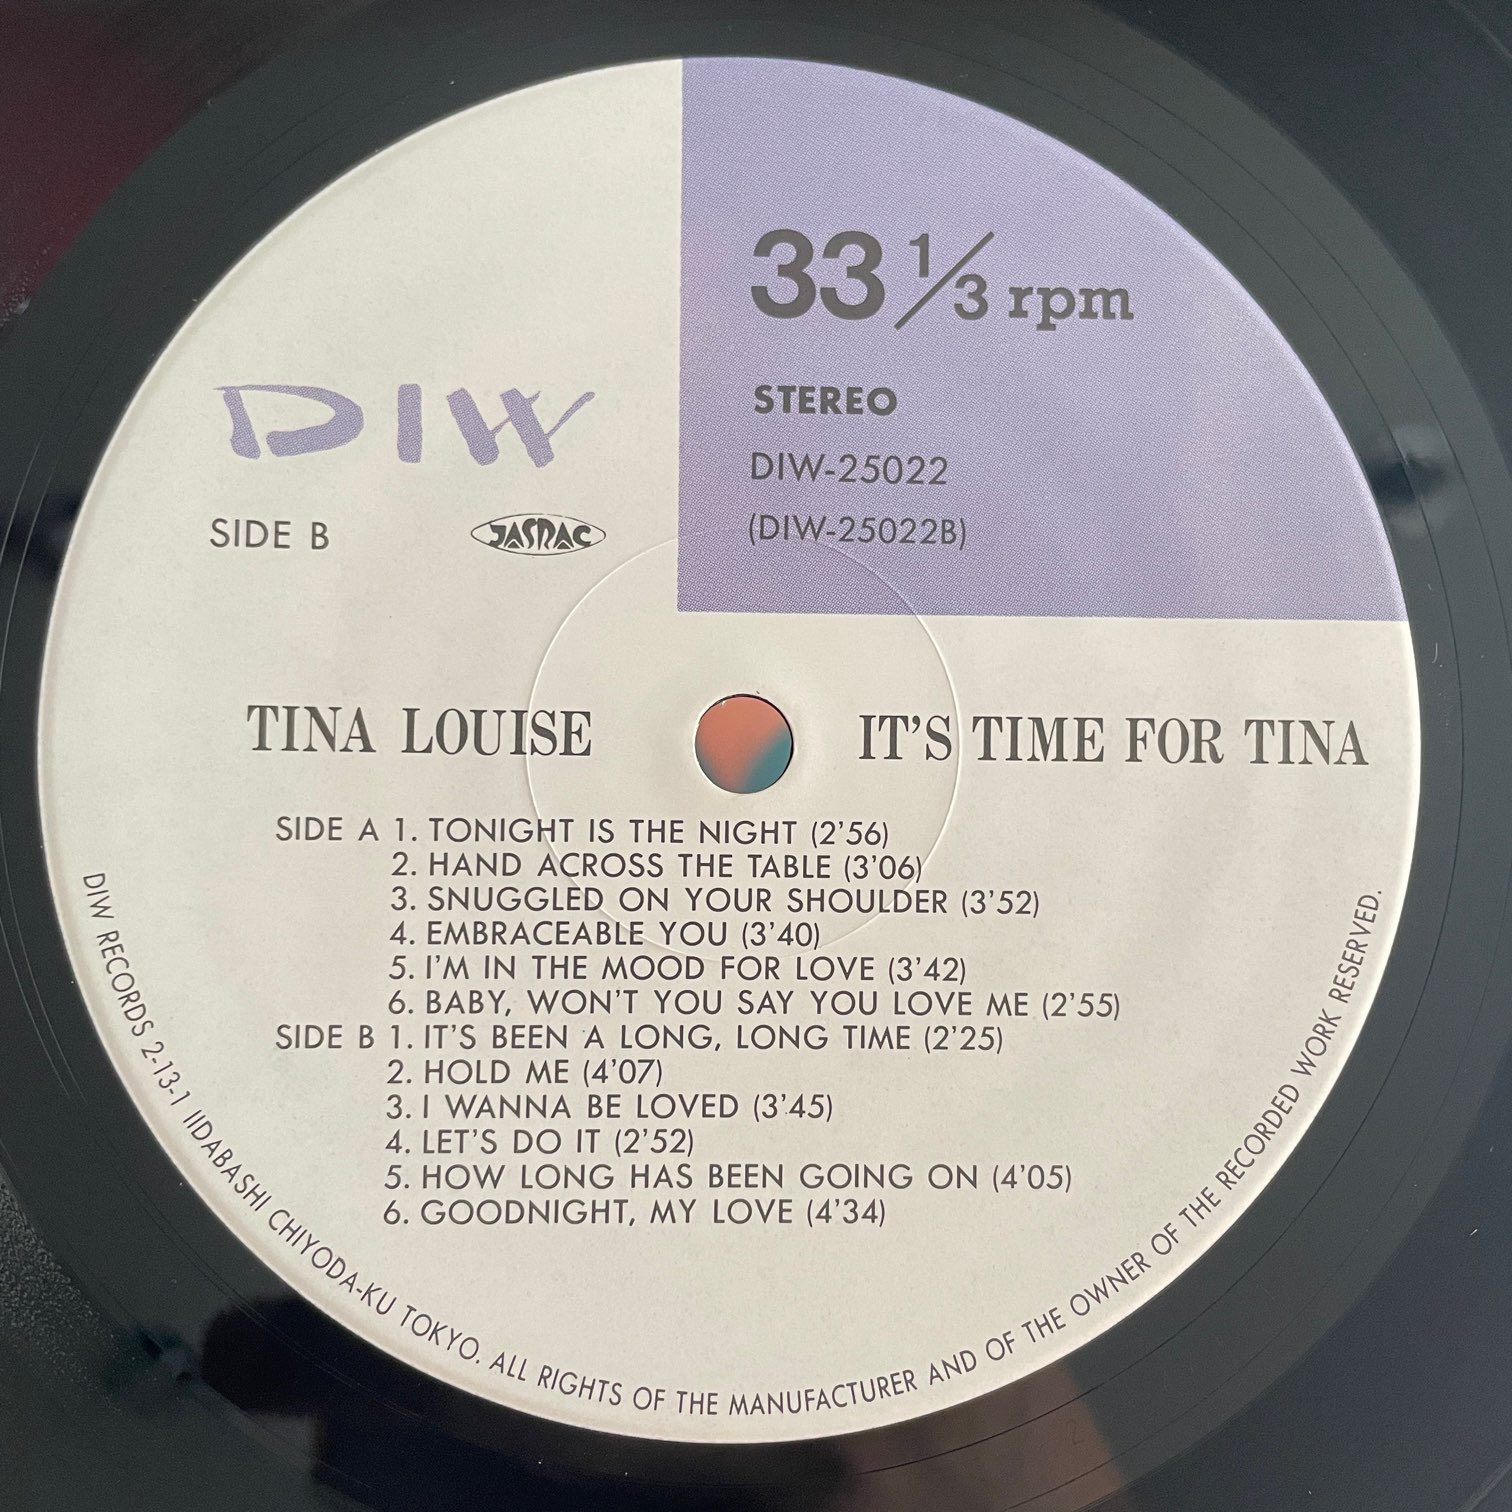 33 1/3 rpm
DIW
STEREO
DIW-25022
SIDE B JASRAC
(DIW-25022B)
TINA LOUISE IT'S TIME FOR TINA
SIDE A 1. TONIGHT IS THE NIGHT (2'56)
2. HAND ACROSS THE TABLE (3'06)
3. SNUGGLED ON YOUR SHOULDER (3'52)
4. EMBRACEABLE YOU (3'40)
5. I'M IN THE MOOD FOR LOVE (3'42)
6. BABY, WON'T YOU SAY YOU LOVE ME (2'55)
SIDE B 1. IT'S BEEN A LONG, LONG TIME (2'25)
2. HOLD ME (4'07)
3. I WANNA BE LOVED (3'45)
4. LET'S DO IT (2'52)
5. HOW LONG HAS BEEN GOING ON (4'05)
6. GOODNIGHT, MY LOVE (4'34)
DIW RECORDS 2-13-1 IIDABASHI CHIYODA-KU TOKYO. ALL RIGHTS OF THE MANUFACTURER AND OF THE OWNER OF THE RECORDED WORK RESERVED.